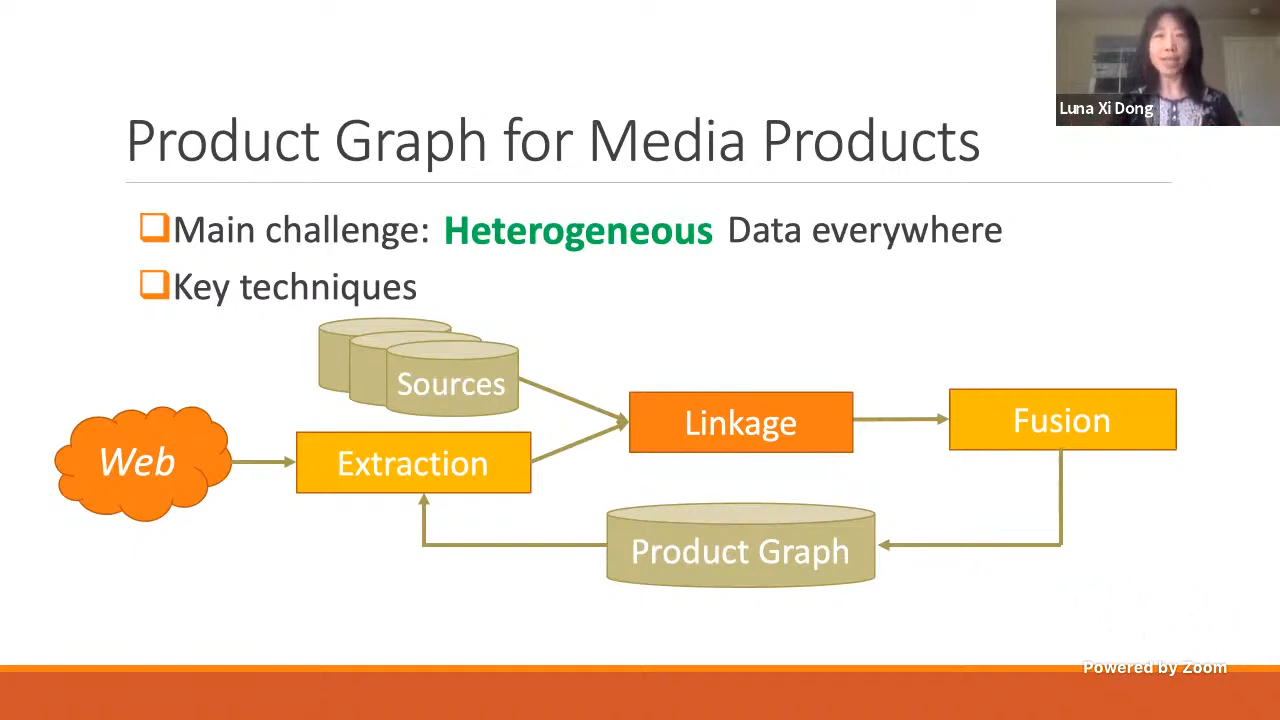 Luna Xi Dong
Product Graph for Media Products
Main challenge: Heterogeneous Data everywhere
Key techniques
Sources
Linkage
Fusion
Web
Extraction
Product Graph
Powered by Zoom